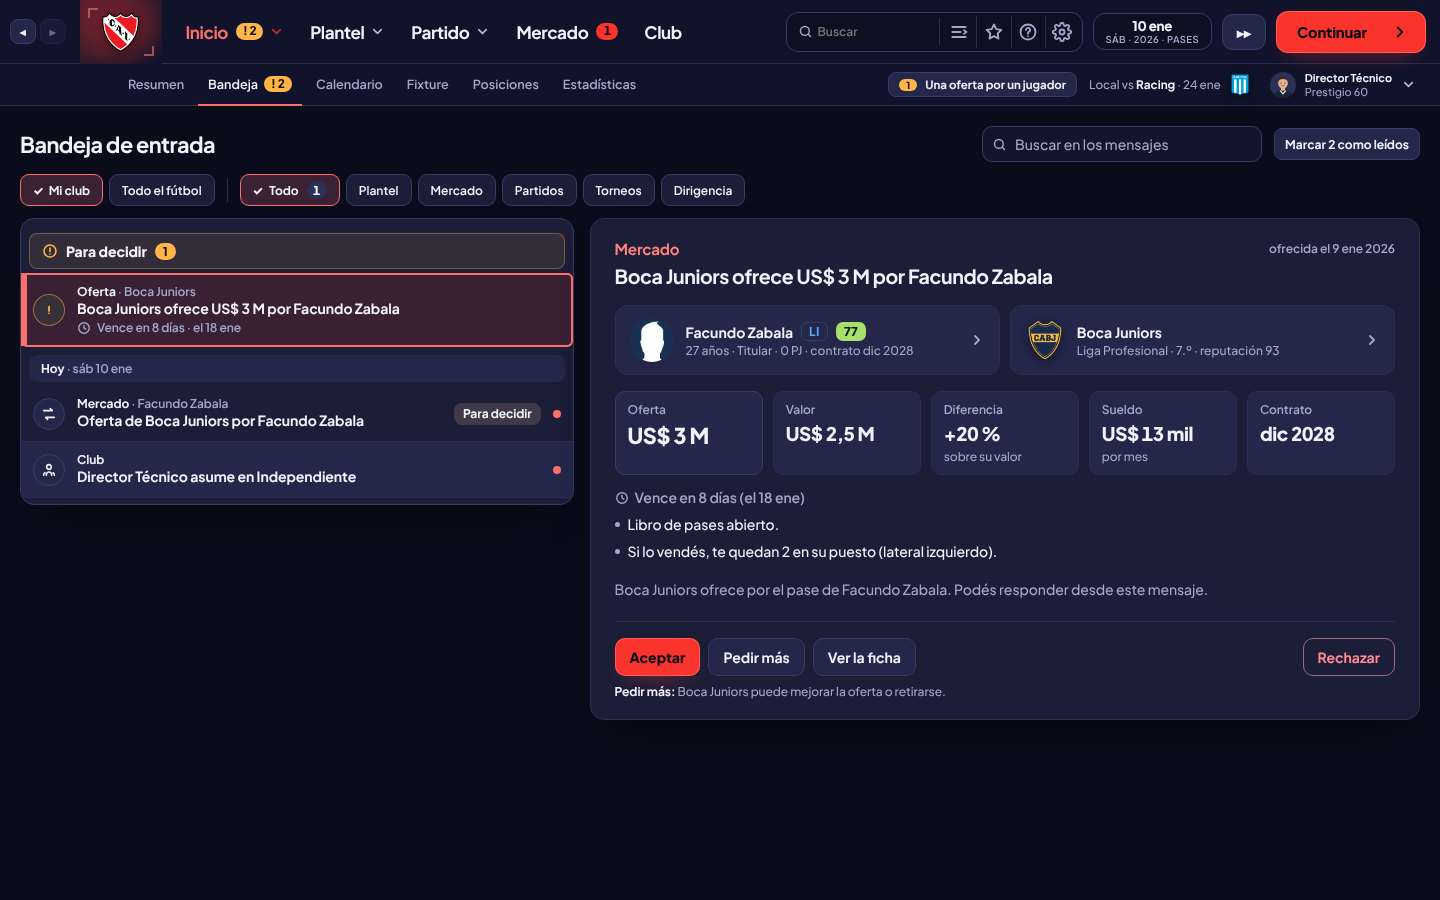 Inicio !2
Plantel
Partido
Mercado 1
Club
Buscar
10 ene
SÁB · 2026 · PASES
Continuar
Resumen
Bandeja !2
Calendario
Fixture
Posiciones
Estadísticas
1 Una oferta por un jugador
Local vs Racing · 24 ene
Director Técnico
Prestigio 60
Bandeja de entrada
Buscar en los mensajes
Marcar 2 como leídos
Mi club
Todo el fútbol
Todo 1
Plantel
Mercado
Partidos
Torneos
Dirigencia
Para decidir 1
Oferta · Boca Juniors
! Boca Juniors ofrece US$ 3 M por Facundo Zabala
Vence en 8 días · el 18 ene
Hoy · sáb 10 ene
Mercado · Facundo Zabala
Oferta de Boca Juniors por Facundo Zabala
Para decidir
Club
Director Técnico asume en Independiente
Mercado
ofrecida el 9 ene 2026
Boca Juniors ofrece US$ 3 M por Facundo Zabala
Facundo Zabala LI 77
27 años · Titular · 0 PJ · contrato dic 2028
CABJ
Boca Juniors
Liga Profesional · 7.º · reputación 93
Oferta
US$ 3 M
Valor
US$ 2,5 M
Diferencia
+20 %
sobre su valor
Sueldo
US$ 13 mil
por mes
Contrato
dic 2028
Vence en 8 días (el 18 ene)
• Libro de pases abierto.
• Si lo vendés, te quedan 2 en su puesto (lateral izquierdo).
Boca Juniors ofrece por el pase de Facundo Zabala. Podés responder desde este mensaje.
Aceptar
Pedir más
Ver la ficha
Rechazar
Pedir más: Boca Juniors puede mejorar la oferta o retirarse.